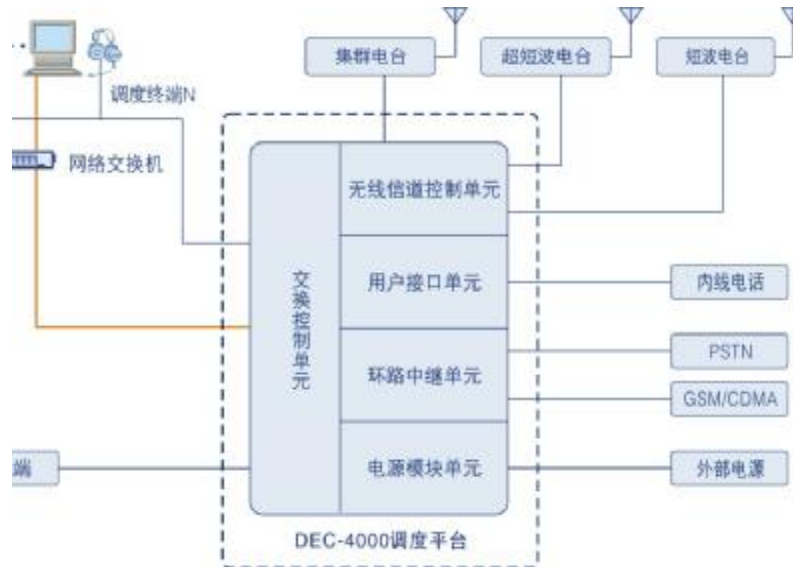 集群电台
超短波电台
短波电台
调度终端N
网络交换机
无线信道控制单元
交换控制单元
用户接口单元
内线电话
PSTN
环路中继单元
GSM/CDMA
端
电源模块单元
外部电源
DEC-4000调度平台